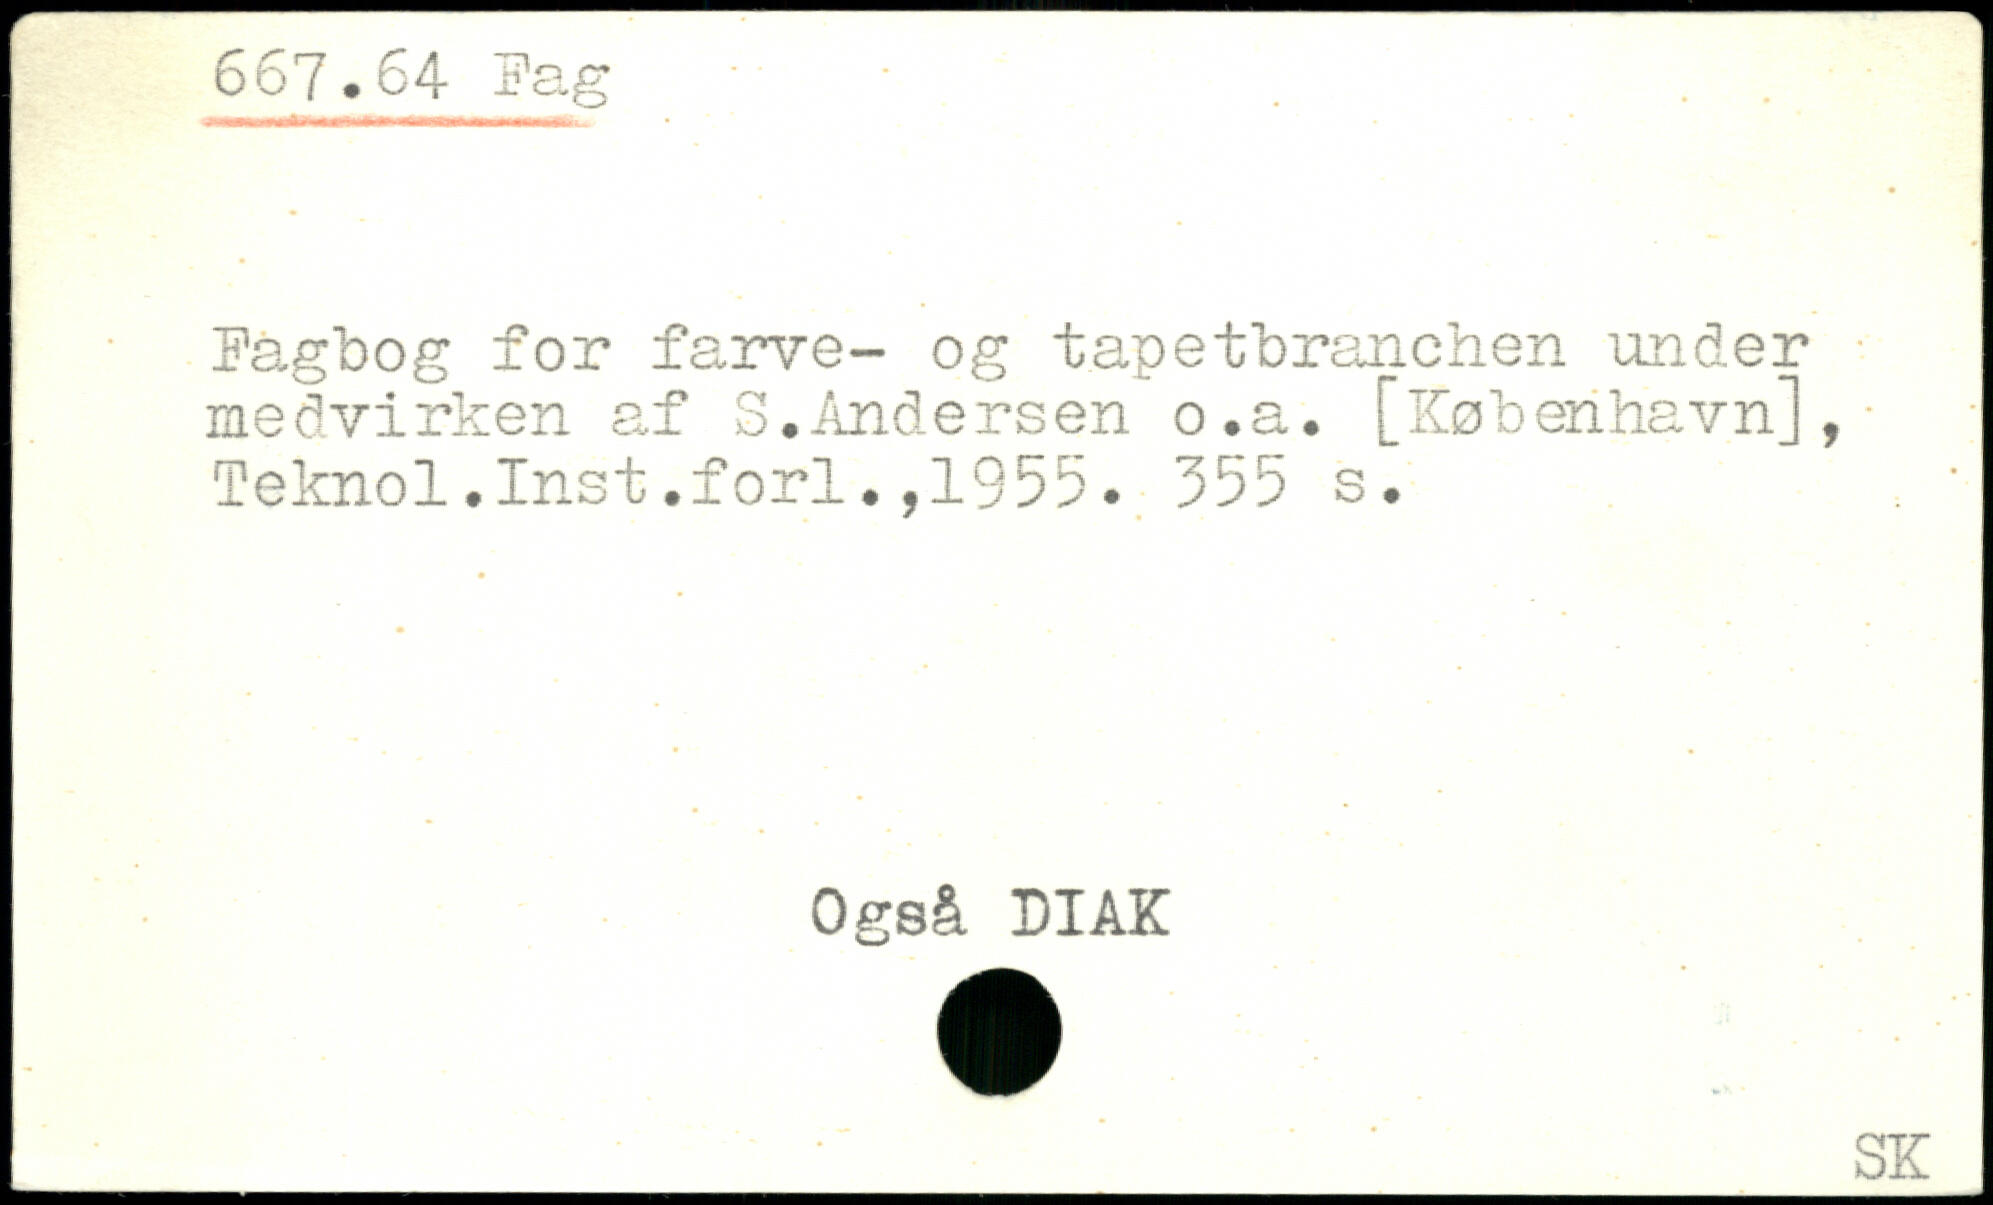 667.64 Fag
Fagbog for farve- og tapetbranchen under
medvirken af S.Andersen o.a. [København],
Teknol.Inst.forl.,1955. 355 s.
Også DIAK
SK